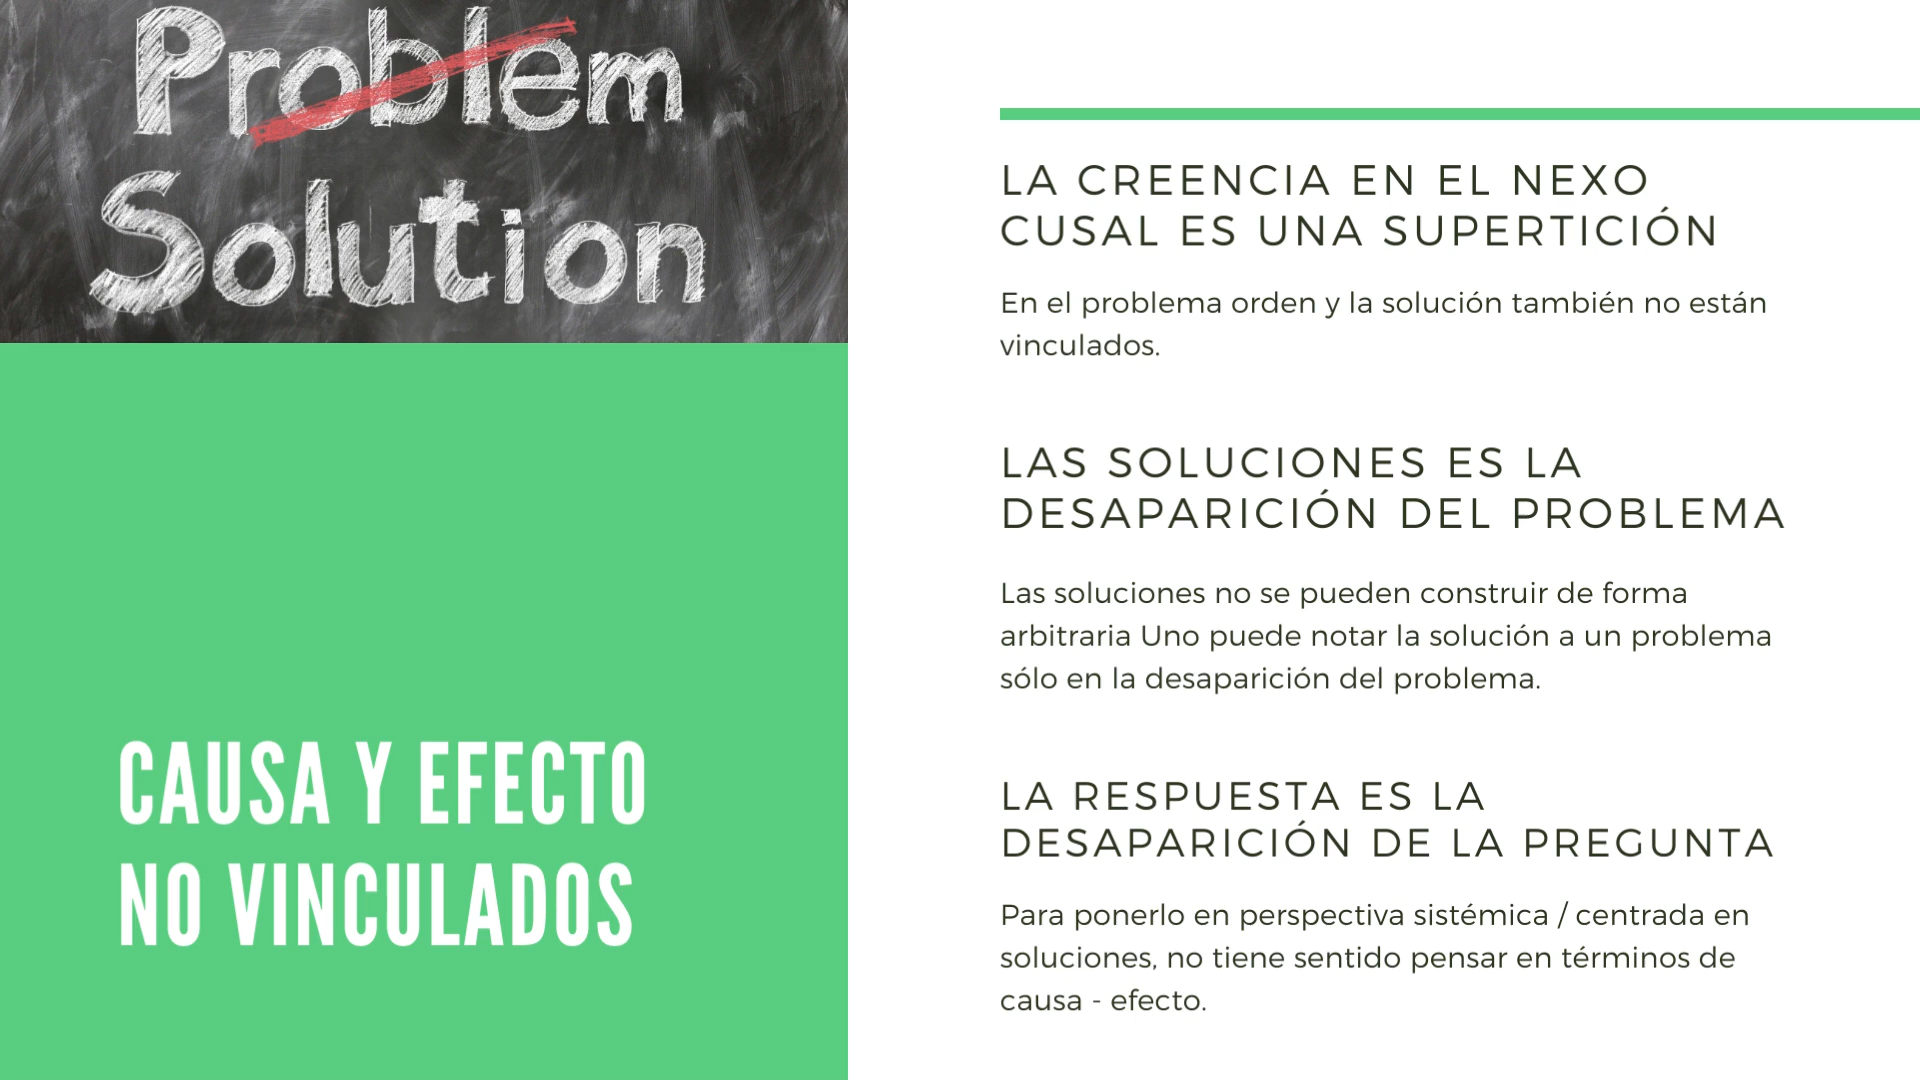 Problem
Solution
CAUSA Y EFECTO
NO VINCULADOS
LA CREENCIA EN EL NEXO
CUSAL ES UNA SUPERTICIÓN
En el problema orden y la solución también no están
vinculados.
LAS SOLUCIONES ES LA
DESAPARICIÓN DEL PROBLEMA
Las soluciones no se pueden construir de forma
arbitraria Uno puede notar la solución a un problema
sólo en la desaparición del problema.
LA RESPUESTA ES LA
DESAPARICIÓN DE LA PREGUNTA
Para ponerlo en perspectiva sistémica / centrada en
soluciones, no tiene sentido pensar en términos de
causa - efecto.